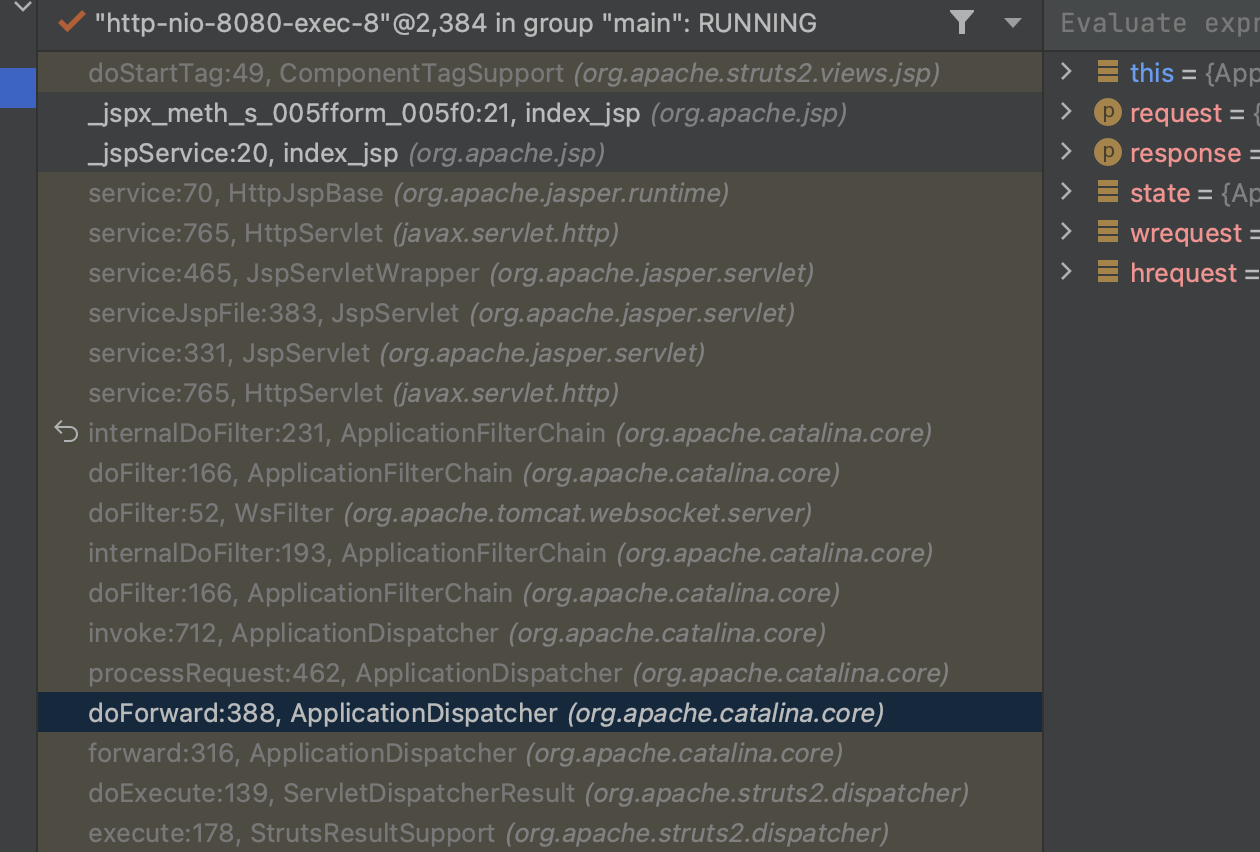 "http-nio-8080-exec-8"@2,384 in group "main": RUNNING
doStartTag:49, ComponentTagSupport (org.apache.struts2.views.jsp)
_jspx_meth_s_005fform_005f0:21, index_jsp (org.apache.jsp)
_jspService:20, index_jsp (org.apache.jsp)
service:70, HttpJspBase (org.apache.jasper.runtime)
service:765, HttpServlet (javax.servlet.http)
service:465, JspServletWrapper (org.apache.jasper.servlet)
serviceJspFile:383, JspServlet (org.apache.jasper.servlet)
service:331, JspServlet (org.apache.jasper.servlet)
service:765, HttpServlet (javax.servlet.http)
internalDoFilter:231, ApplicationFilterChain (org.apache.catalina.core)
doFilter:166, ApplicationFilterChain (org.apache.catalina.core)
doFilter:52, WsFilter (org.apache.tomcat.websocket.server)
internalDoFilter:193, ApplicationFilterChain (org.apache.catalina.core)
doFilter:166, ApplicationFilterChain (org.apache.catalina.core)
invoke:712, ApplicationDispatcher (org.apache.catalina.core)
processRequest:462, ApplicationDispatcher (org.apache.catalina.core)
doForward:388, ApplicationDispatcher (org.apache.catalina.core)
forward:316, ApplicationDispatcher (org.apache.catalina.core)
doExecute:139, ServletDispatcherResult (org.apache.struts2.dispatcher)
execute:178, StrutsResultSupport (org.apache.struts2.dispatcher)
Evaluate expr
this = {App
p request = {
p response =
state = {Ap
wrequest =
hrequest =